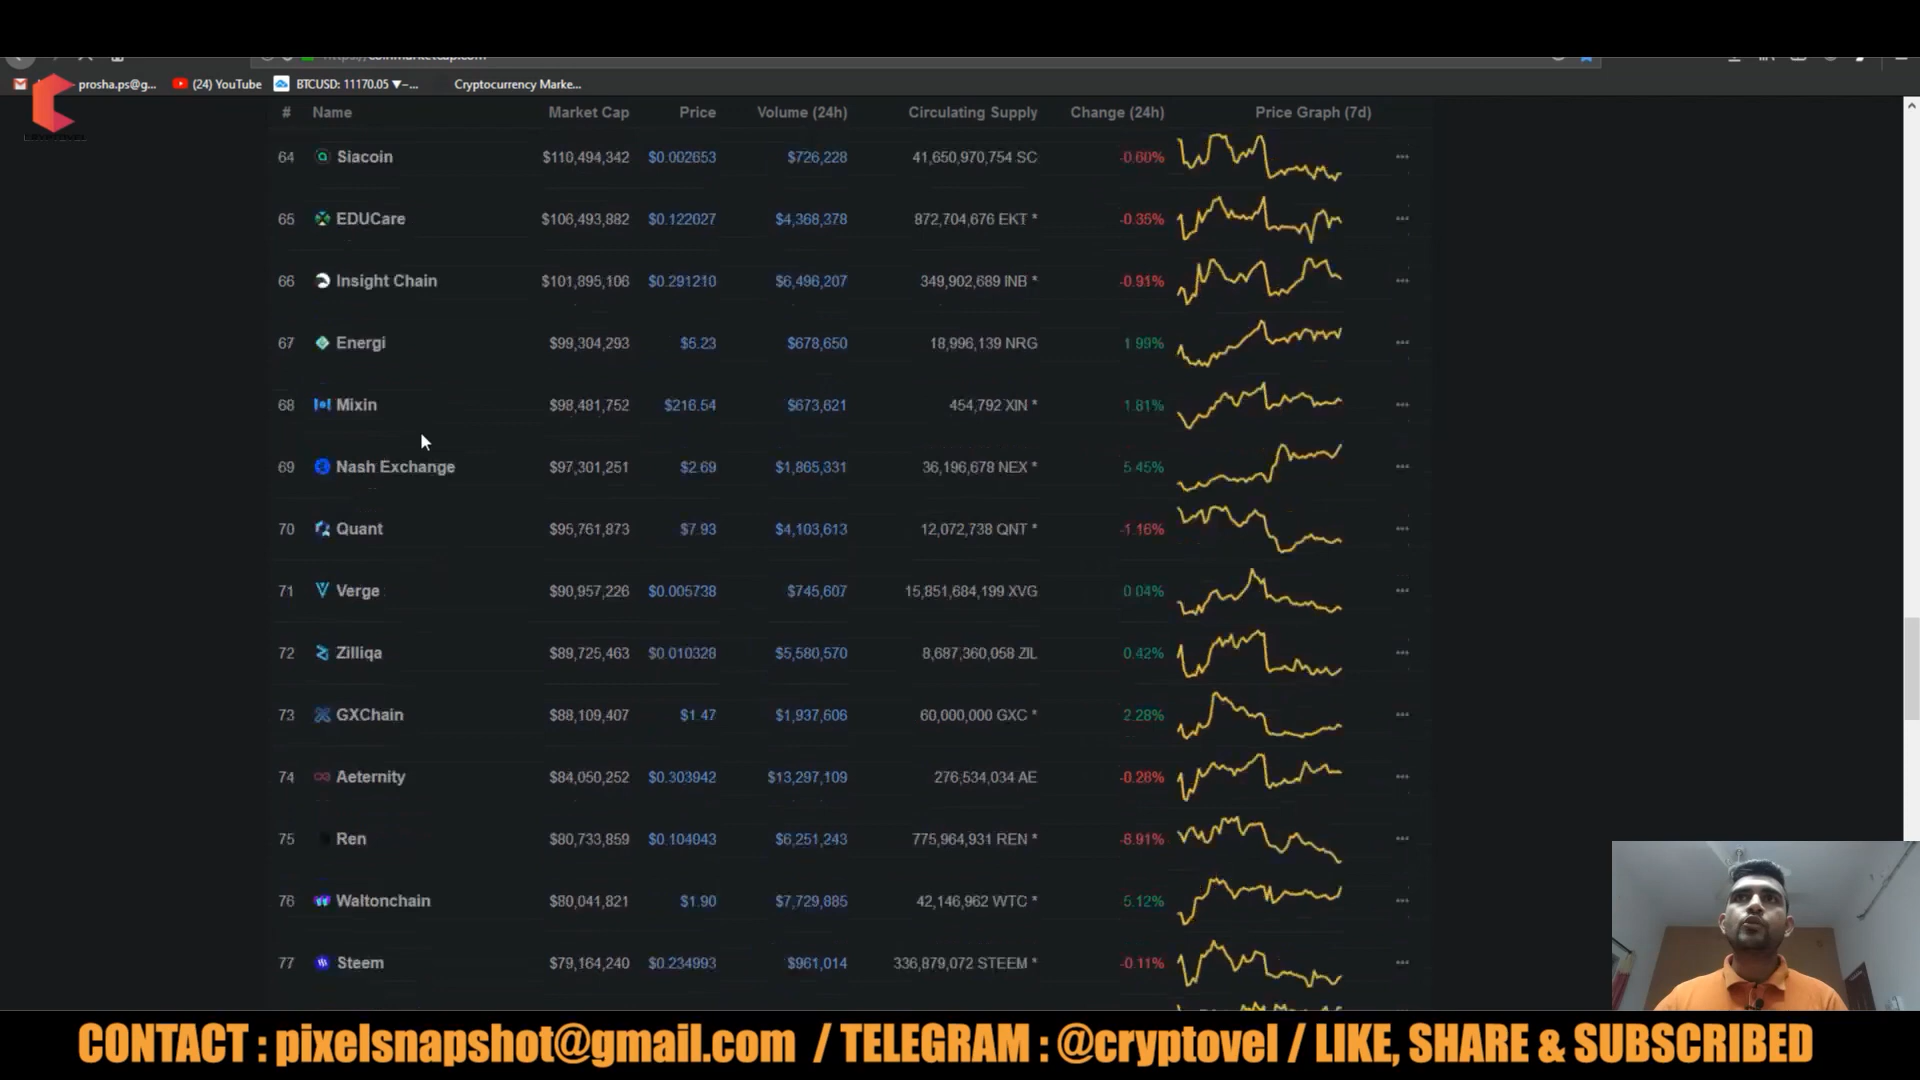 prosha.ps@g... (24) YouTube BTCUSD: 11170.05 ▼−... Cryptocurrency Marke...
# Name Market Cap Price Volume (24h) Circulating Supply Change (24h) Price Graph (7d)
64 Siacoin $110,494,342 $0.002653 $726,228 41,650,970,754 SC -0.60%
65 EDUCare $106,493,882 $0.122027 $4,368,378 872,704,676 EKT * -0.35%
66 Insight Chain $101,895,106 $0.291210 $6,496,207 349,902,689 INB * -0.91%
67 Energi $99,304,293 $5.23 $678,650 18,996,139 NRG 1.99%
68 Mixin $98,481,752 $216.54 $673,621 454,792 XIN * 1.81%
69 Nash Exchange $97,301,251 $2.69 $1,865,331 36,196,678 NEX * 5.45%
70 Quant $95,761,873 $7.93 $4,103,613 12,072,738 QNT * -1.16%
71 Verge $90,957,226 $0.005738 $745,607 15,851,684,199 XVG 0.04%
72 Zilliqa $89,725,463 $0.010328 $5,580,570 8,687,360,058 ZIL 0.42%
73 GXChain $88,109,407 $1.47 $1,937,606 60,000,000 GXC * 2.28%
74 Aeternity $84,050,252 $0.303942 $13,297,109 276,534,034 AE -0.28%
75 Ren $80,733,859 $0.104043 $6,251,243 775,964,931 REN * -8.91%
76 Waltonchain $80,041,821 $1.90 $7,729,885 42,146,962 WTC * 5.12%
77 Steem $79,164,240 $0.234993 $961,014 336,879,072 STEEM * -0.11%
CONTACT : pixelsnapshot@gmail.com / TELEGRAM : @cryptovel / LIKE, SHARE & SUBSCRIBED